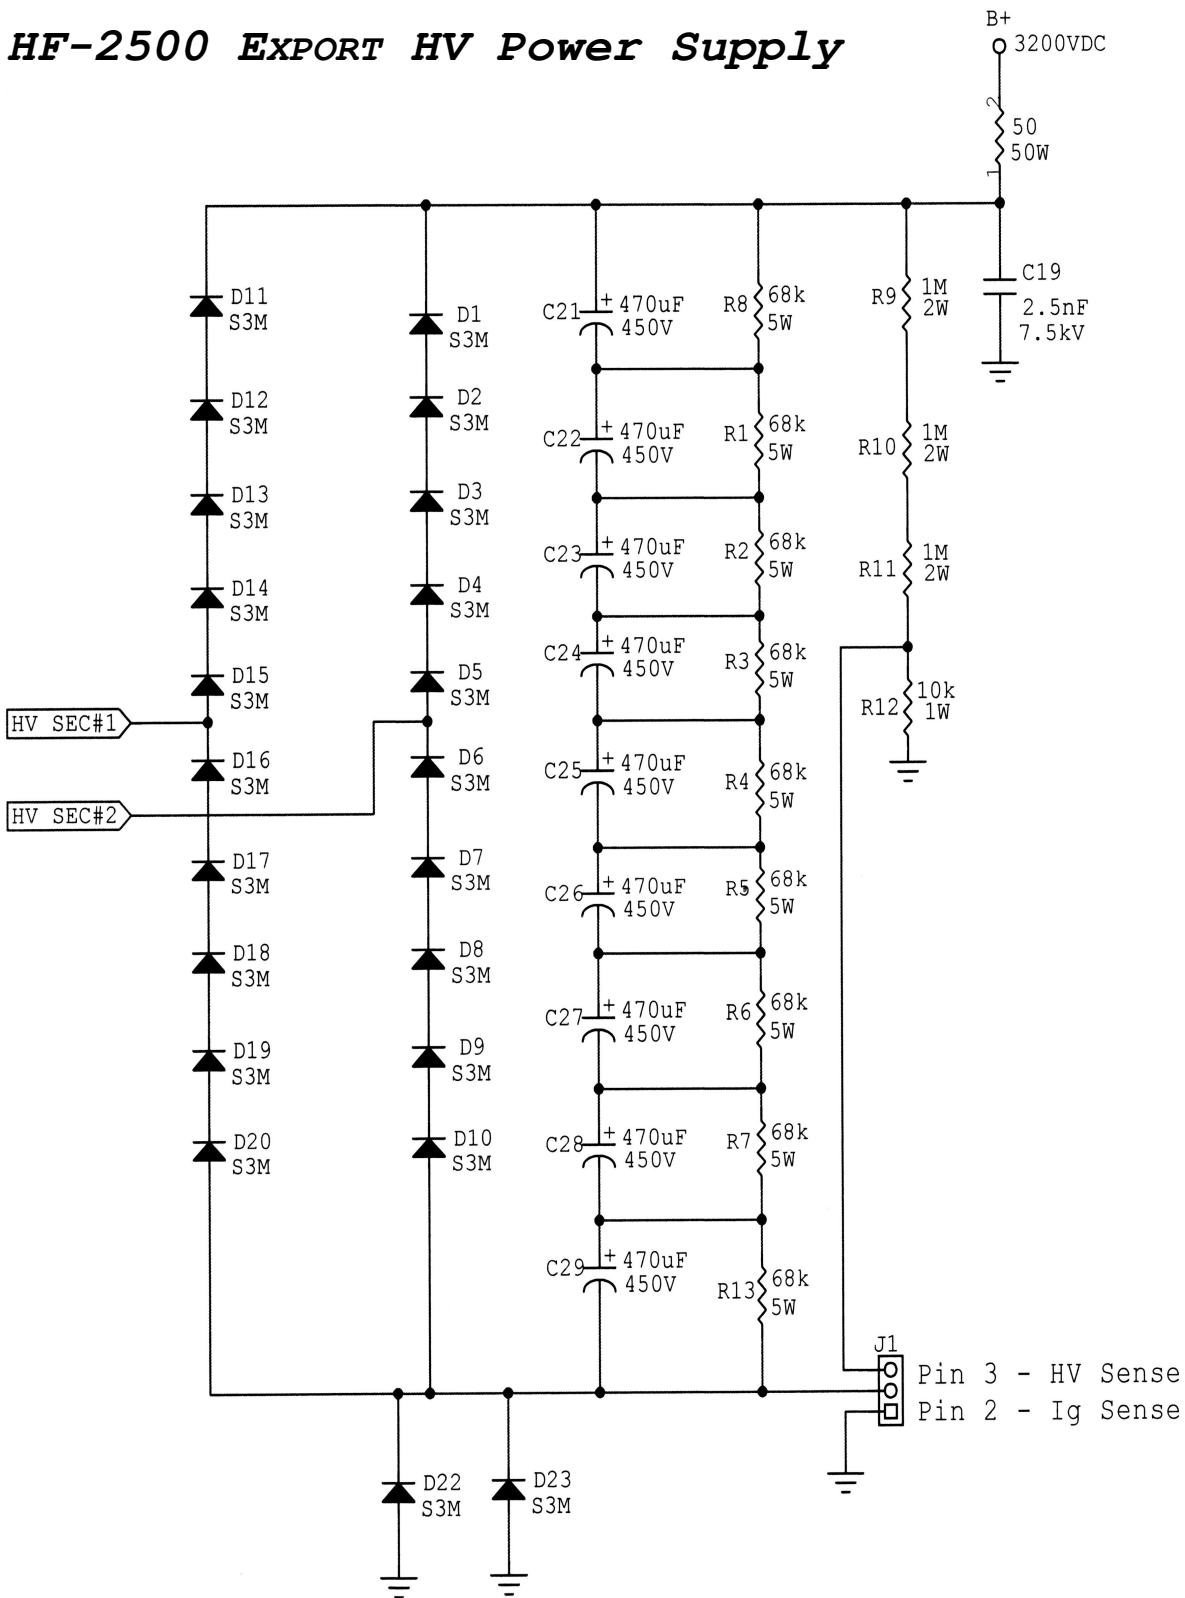 HF-2500 EXPORT HV Power Supply
B+
3200VDC
2
50
50W
1
D11
S3M
D12
S3M
D13
S3M
D14
S3M
D15
S3M
HV SEC#1
D16
S3M
HV SEC#2
D17
S3M
D18
S3M
D19
S3M
D20
S3M
D1
S3M
D2
S3M
D3
S3M
D4
S3M
D5
S3M
D6
S3M
D7
S3M
D8
S3M
D9
S3M
D10
S3M
C21
+ 470uF
450V
C22
+ 470uF
450V
C23
+ 470uF
450V
C24
+ 470uF
450V
C25
+ 470uF
450V
C26
+ 470uF
450V
C27
+ 470uF
450V
C28
+ 470uF
450V
C29
+ 470uF
450V
R8
68k
5W
R1
68k
5W
R2
68k
5W
R3
68k
5W
R4
68k
5W
R5
68k
5W
R6
68k
5W
R7
68k
5W
R13
68k
5W
R9
1M
2W
R10
1M
2W
R11
1M
2W
R12
10k
1W
C19
2.5nF
7.5kV
J1
Pin 3 - HV Sense
Pin 2 - Ig Sense
D22
S3M
D23
S3M